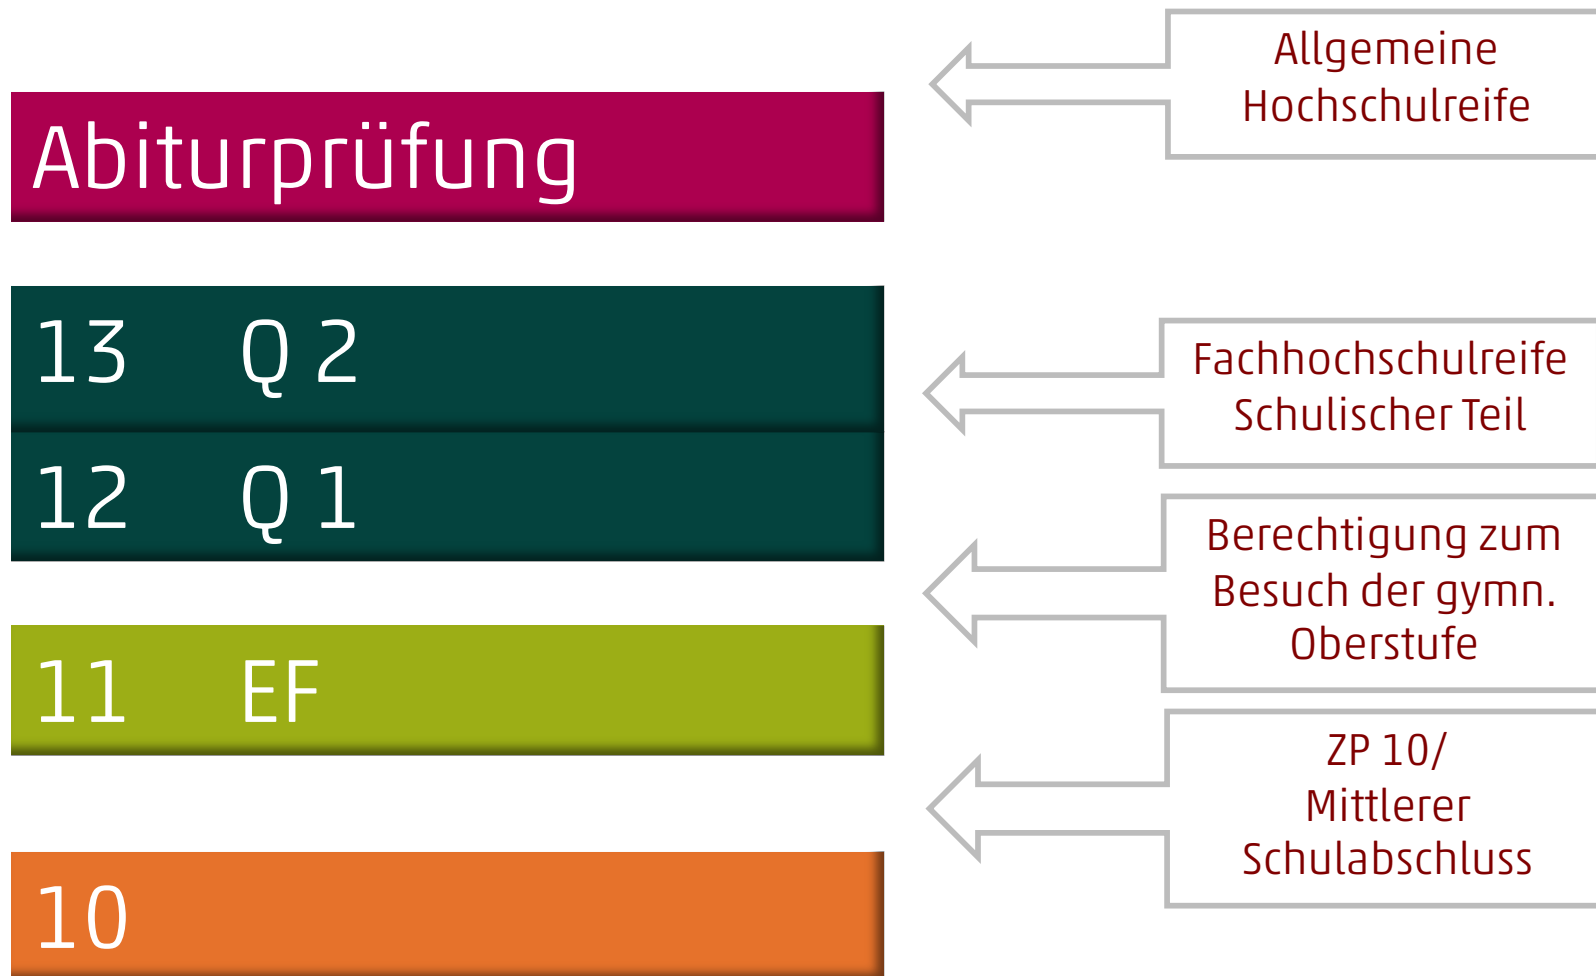 Allgemeine
Hochschulreife
Abiturprüfung
13 Q 2
Fachhochschulreife
Schulischer Teil
12 Q 1
Berechtigung zum
Besuch der gymn.
Oberstufe
11 EF
ZP 10/
Mittlerer
Schulabschluss
10